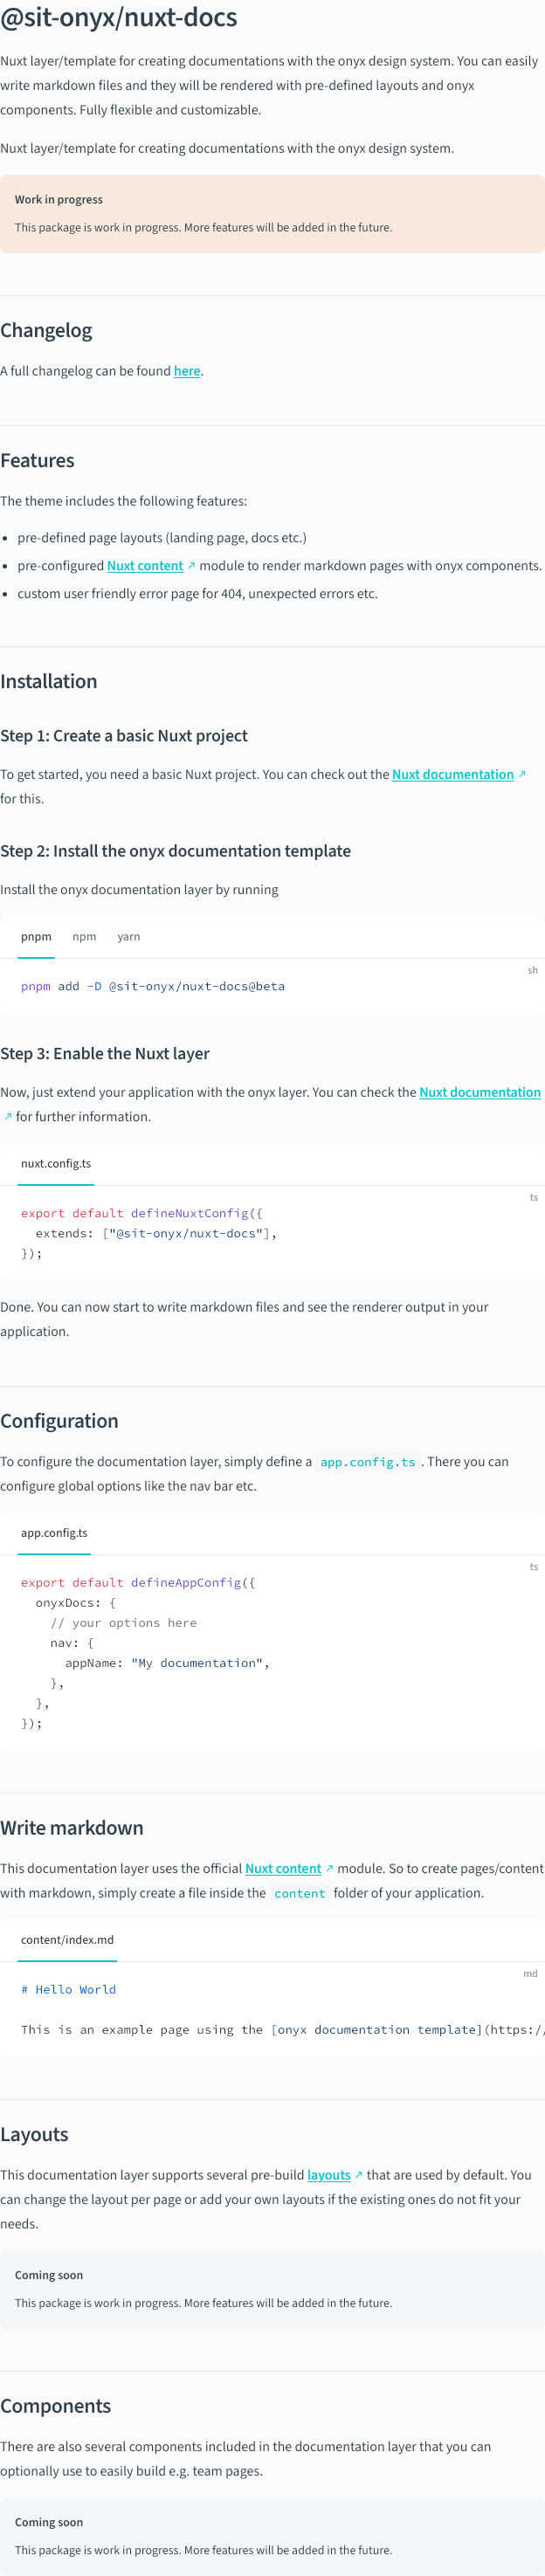 @sit-onyx/nuxt-docs
Nuxt layer/template for creating documentations with the onyx design system. You can easily
write markdown files and they will be rendered with pre-defined layouts and onyx
components. Fully flexible and customizable.
Nuxt layer/template for creating documentations with the onyx design system.
Work in progress
This package is work in progress. More features will be added in the future.
Changelog
A full changelog can be found here.
Features
The theme includes the following features:
• pre-defined page layouts (landing page, docs etc.)
• pre-configured Nuxt content ↗ module to render markdown pages with onyx components.
• custom user friendly error page for 404, unexpected errors etc.
Installation
Step 1: Create a basic Nuxt project
To get started, you need a basic Nuxt project. You can check out the Nuxt documentation ↗
for this.
Step 2: Install the onyx documentation template
Install the onyx documentation layer by running
pnpm npm yarn
sh
pnpm add -D @sit-onyx/nuxt-docs@beta
Step 3: Enable the Nuxt layer
Now, just extend your application with the onyx layer. You can check the Nuxt documentation
↗ for further information.
nuxt.config.ts
ts
export default defineNuxtConfig({
  extends: ["@sit-onyx/nuxt-docs"],
});
Done. You can now start to write markdown files and see the renderer output in your
application.
Configuration
To configure the documentation layer, simply define a app.config.ts . There you can
configure global options like the nav bar etc.
app.config.ts
ts
export default defineAppConfig({
  onyxDocs: {
    // your options here
    nav: {
      appName: "My documentation",
    },
  },
});
Write markdown
This documentation layer uses the official Nuxt content ↗ module. So to create pages/content
with markdown, simply create a file inside the content folder of your application.
content/index.md
md
# Hello World
This is an example page using the [onyx documentation template](https:/
Layouts
This documentation layer supports several pre-build layouts ↗ that are used by default. You
can change the layout per page or add your own layouts if the existing ones do not fit your
needs.
Coming soon
This package is work in progress. More features will be added in the future.
Components
There are also several components included in the documentation layer that you can
optionally use to easily build e.g. team pages.
Coming soon
This package is work in progress. More features will be added in the future.